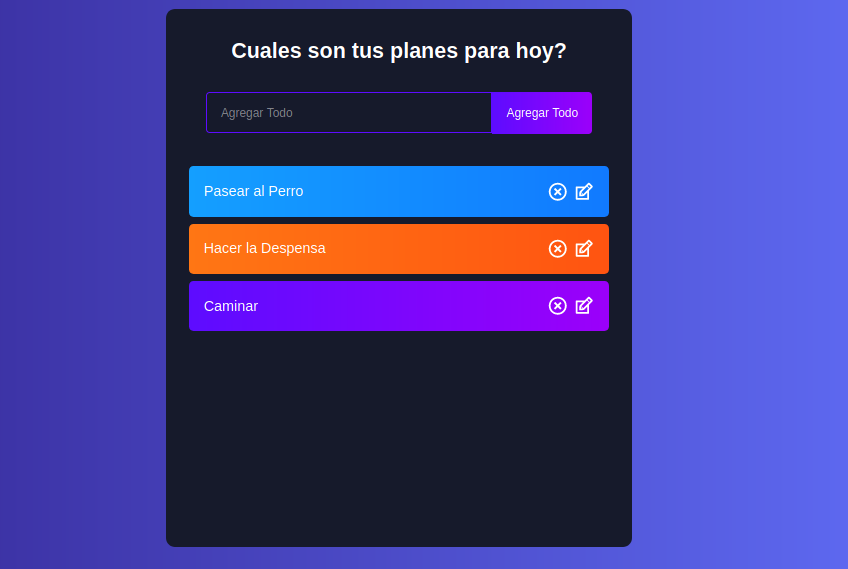 Cuales son tus planes para hoy?
Agregar Todo
Agregar Todo
Pasear al Perro
Hacer la Despensa
Caminar